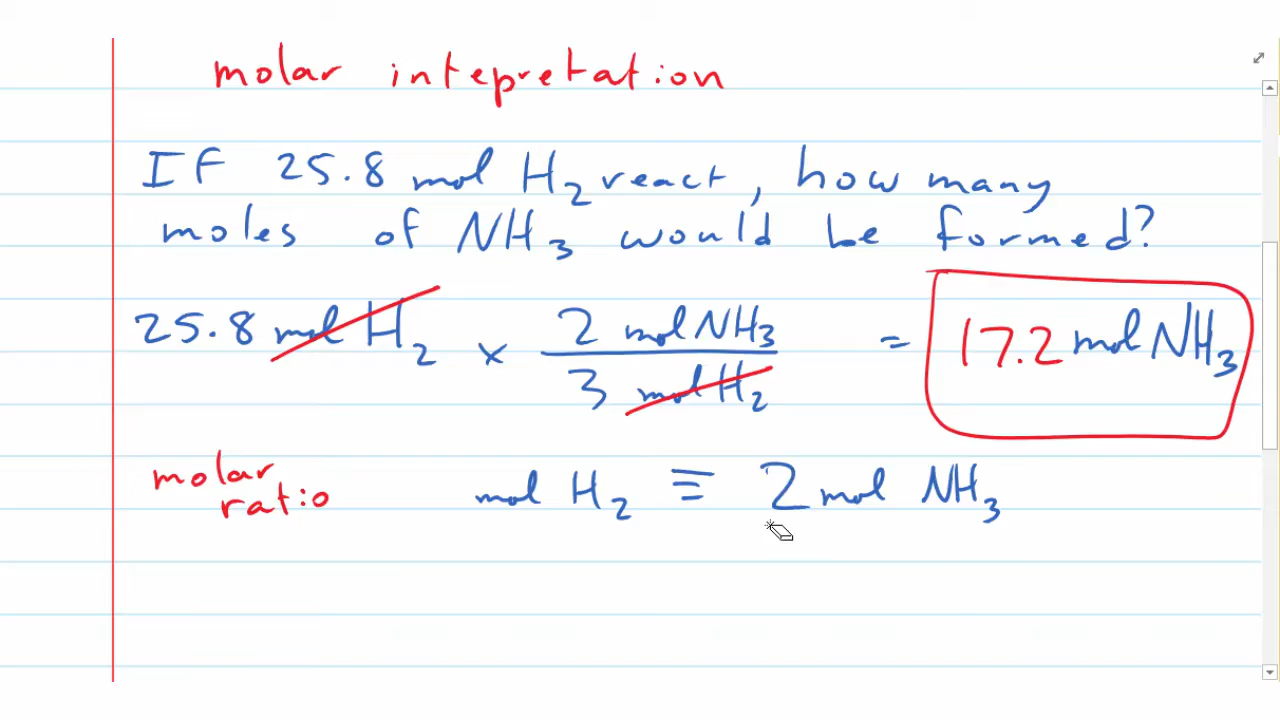 molar intepretation
If 25.8 mol H₂ react, how many
moles of NH₃ would be formed?
25.8 mol H₂ × 2 mol NH₃ / 3 mol H₂ = 17.2 mol NH₃
molar ratio mol H₂ ≡ 2 mol NH₃